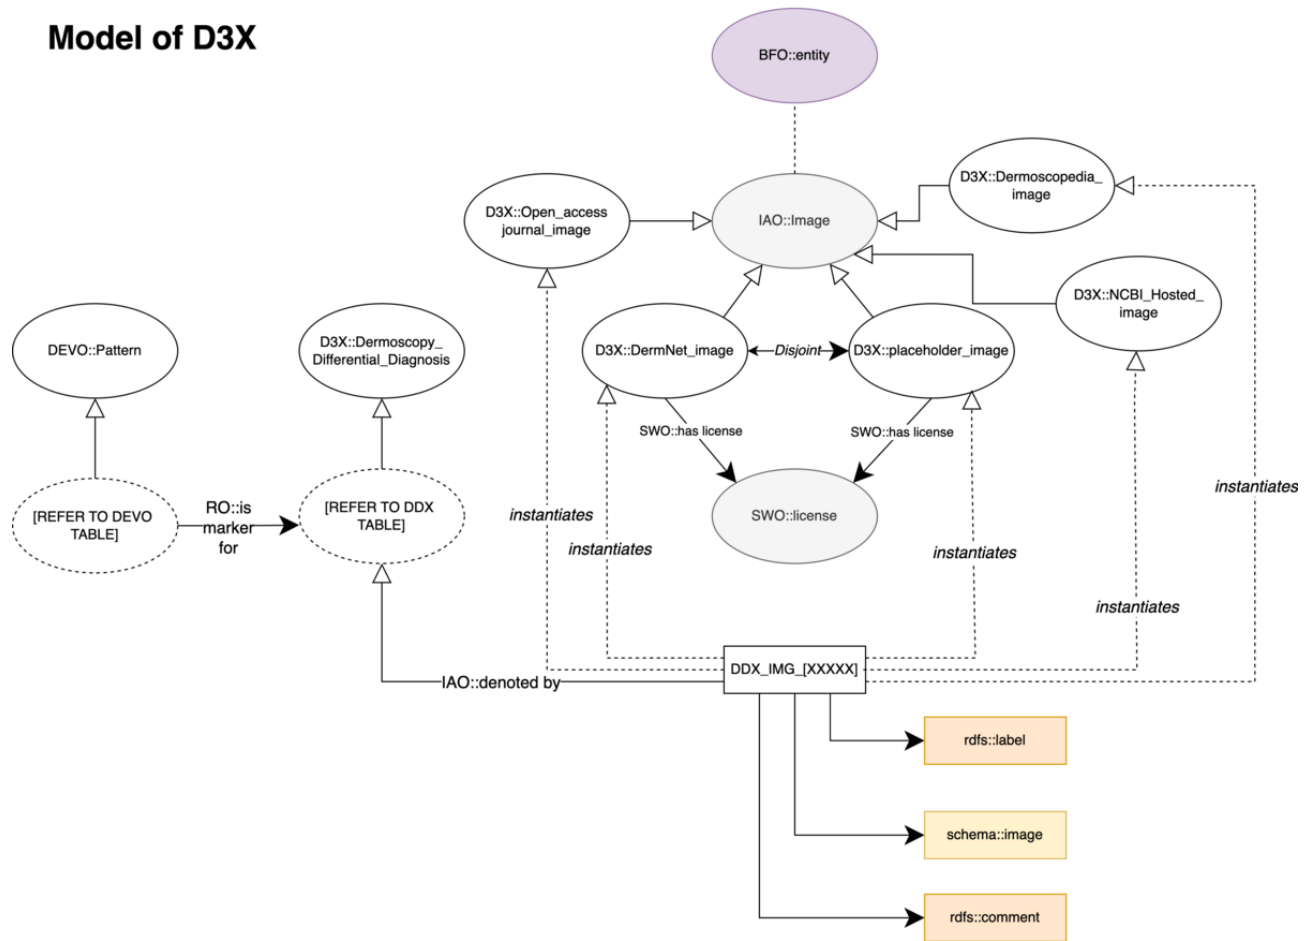 Model of D3X
BFO::entity
D3X::Dermoscopedia_
image
D3X::Open_access
journal_image
IAO::Image
D3X::NCBI_Hosted_
image
DEVO::Pattern
D3X::Dermoscopy_
Differential_Diagnosis
D3X::DermNet_image
Disjoint
D3X::placeholder_image
SWO::has license
SWO::has license
[REFER TO DEVO
TABLE]
RO::is
marker
for
[REFER TO DDX
TABLE]
SWO::license
instantiates
instantiates
instantiates
instantiates
instantiates
DDX_IMG_[XXXXX]
IAO::denoted by
rdfs::label
schema::image
rdfs::comment